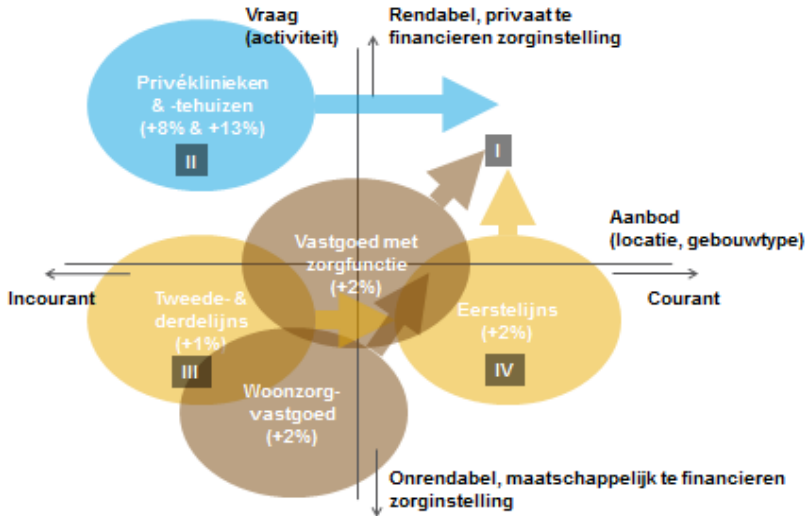 Vraag
(activiteit)
Rendabel, privaat te
financieren zorginstelling
Privéklinieken
& -tehuizen
(+8% & +13%)
II
I
Aanbod
(locatie, gebouwtype)
Vastgoed met
zorgfunctie
(+2%)
Incourant
Courant
Tweede- &
derdelijns
(+1%)
III
Eerstelijns
(+2%)
IV
Woonzorg-
vastgoed
(+2%)
Onrendabel, maatschappelijk te financieren
zorginstelling